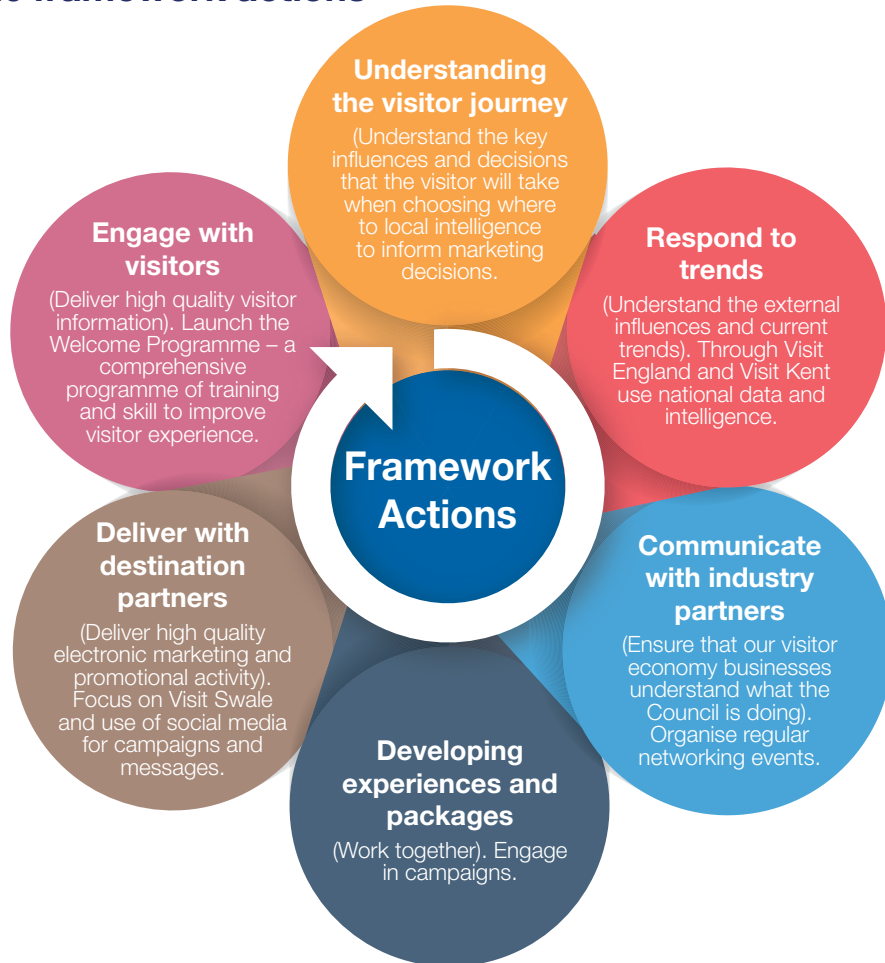 framework actions
Understanding
the visitor journey
(Understand the key
influences and decisions
that the visitor will take
when choosing where
to local intelligence
to inform marketing
decisions.
Respond to
trends
(Understand the external
influences and current
trends). Through Visit
England and Visit Kent
use national data and
intelligence.
Communicate
with industry
partners
(Ensure that our visitor
economy businesses
understand what the
Council is doing).
Organise regular
networking events.
Developing
experiences and
packages
(Work together). Engage
in campaigns.
Deliver with
destination
partners
(Deliver high quality
electronic marketing and
promotional activity).
Focus on Visit Swale
and use of social media
for campaigns and
messages.
Engage with
visitors
(Deliver high quality visitor
information). Launch the
Welcome Programme – a
comprehensive
programme of training
and skill to improve
visitor experience.
Framework
Actions